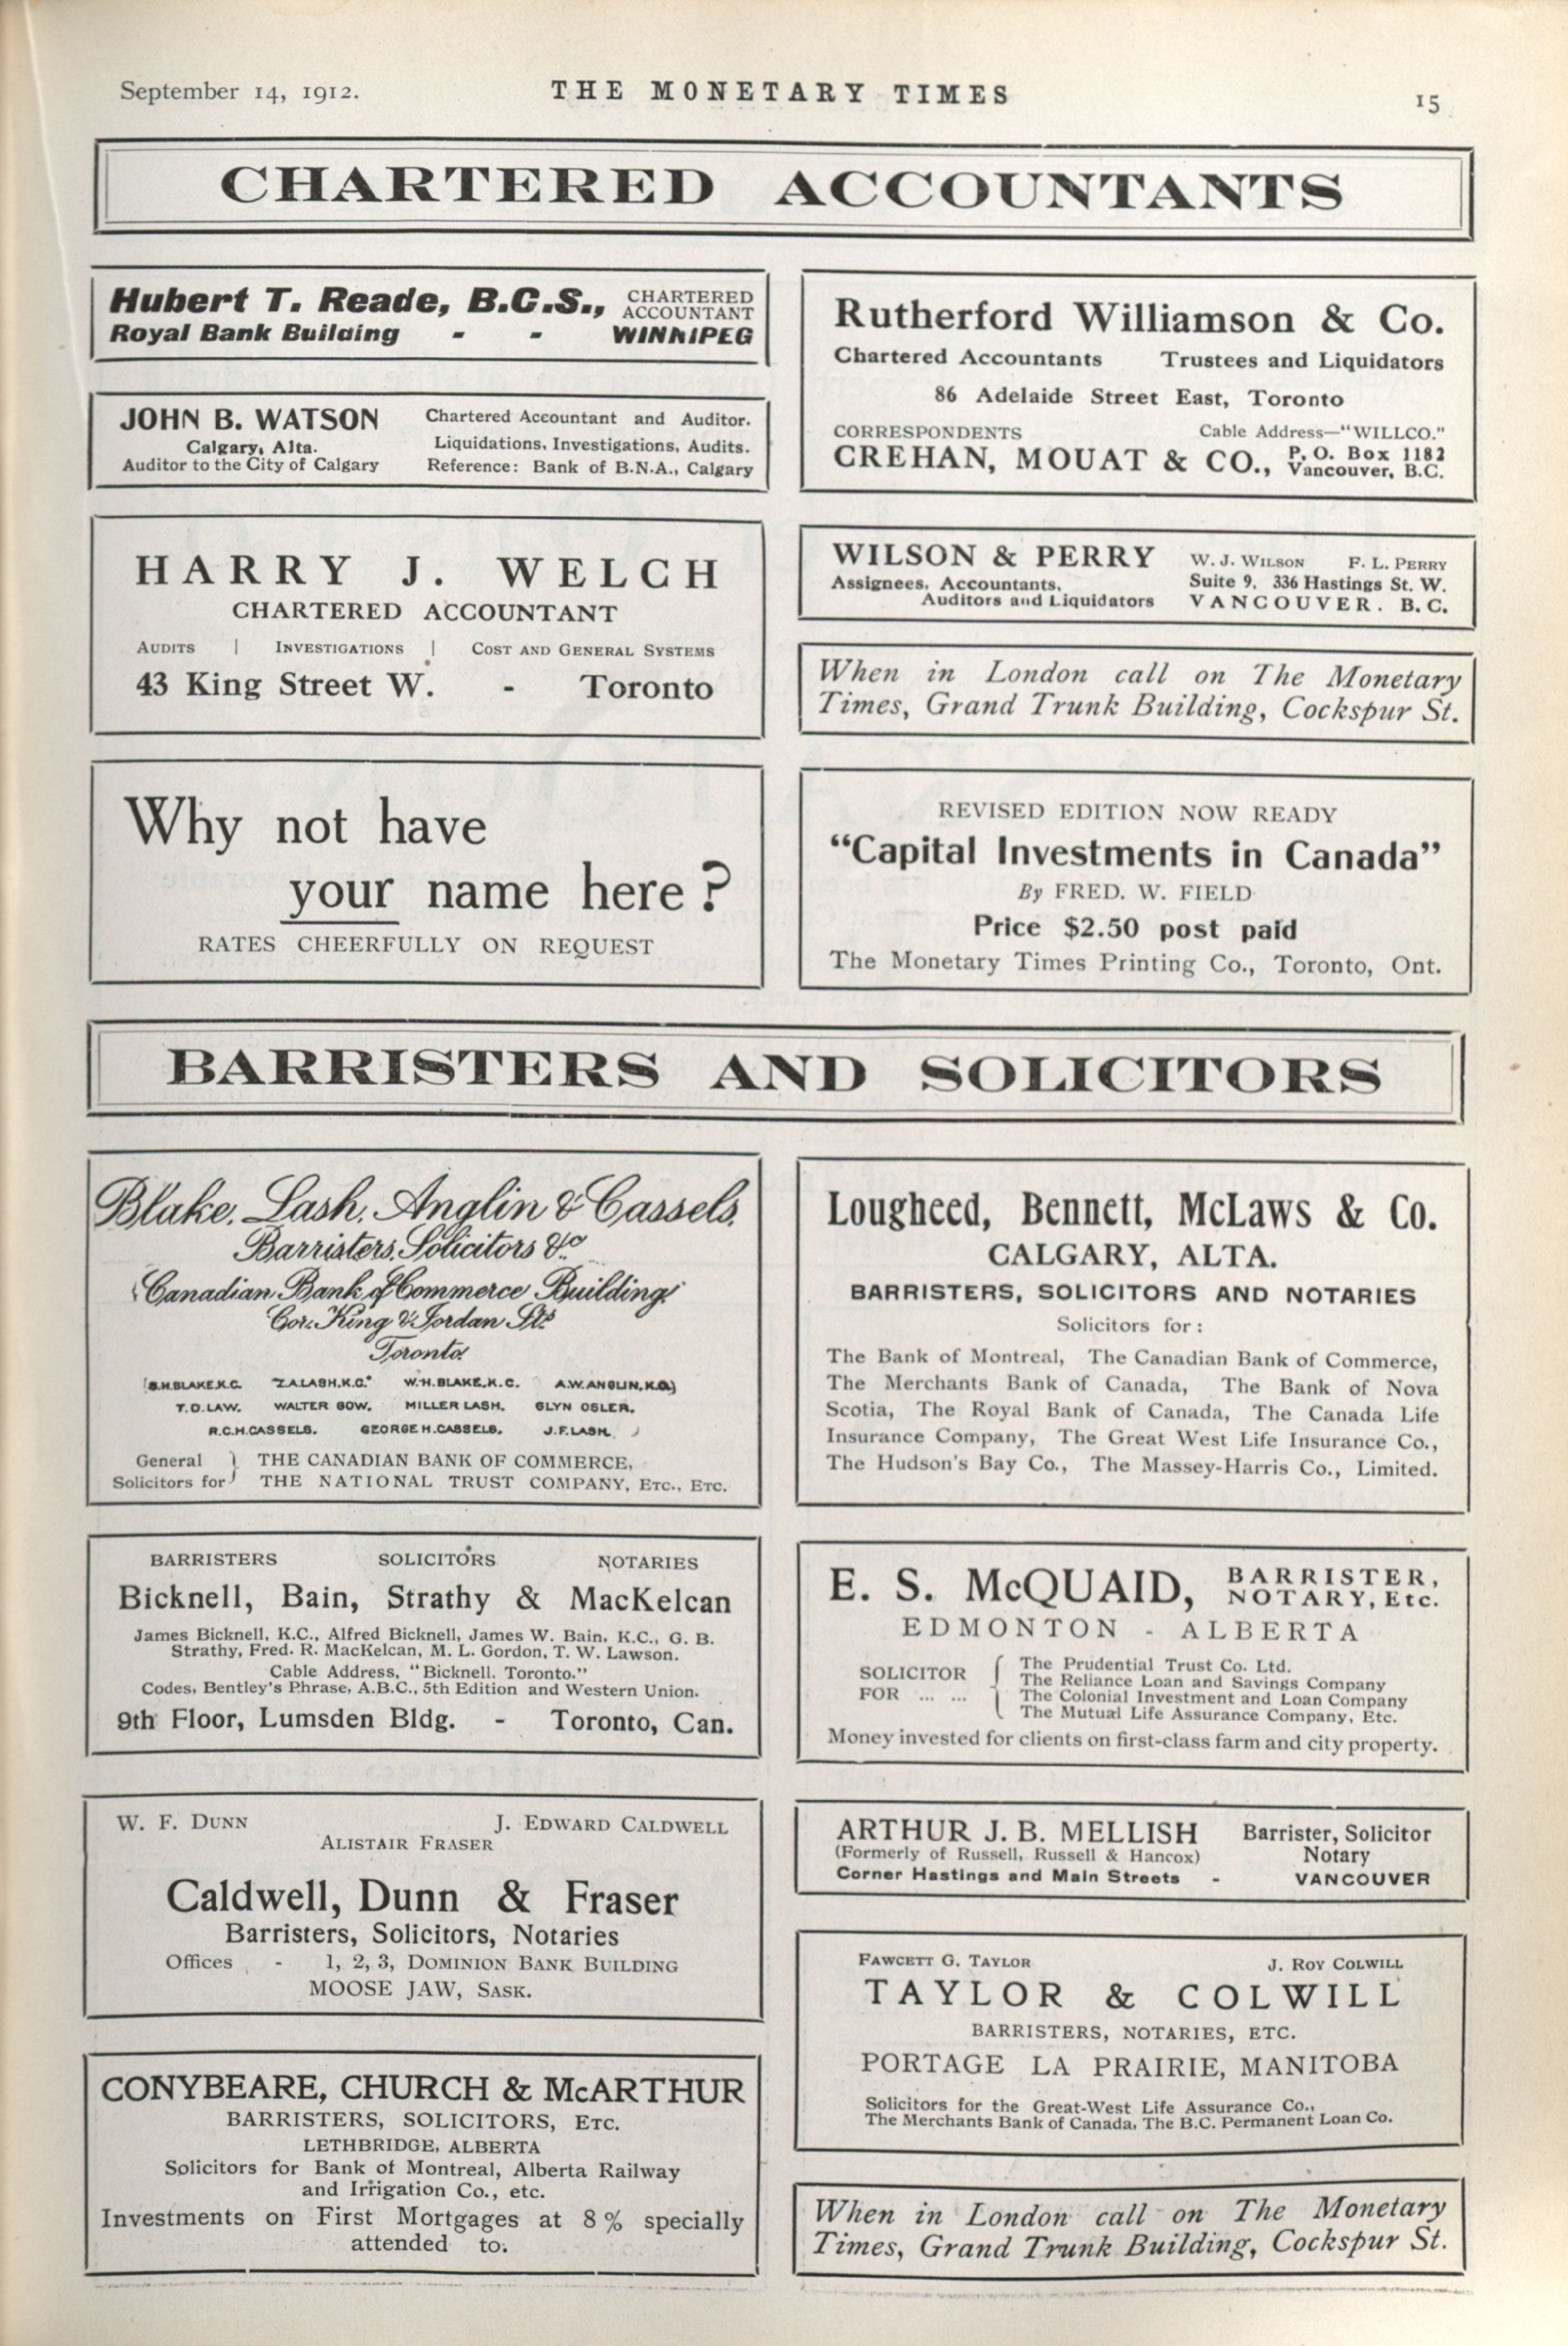 September 14, 1912.
THE MONETARY TIMES
15
CHARTERED ACCOUNTANTS
Hubert T. Reade, B.C.S., CHARTERED ACCOUNTANT
Royal Bank Building - - WINNIPEG
JOHN B. WATSON
Calgary, Alta.
Auditor to the City of Calgary
Chartered Accountant and Auditor.
Liquidations, Investigations, Audits.
Reference: Bank of B.N.A., Calgary
HARRY J. WELCH
CHARTERED ACCOUNTANT
AUDITS | INVESTIGATIONS | COST AND GENERAL SYSTEMS
43 King Street W. - Toronto
Why not have
your name here?
RATES CHEERFULLY ON REQUEST
Rutherford Williamson & Co.
Chartered Accountants Trustees and Liquidators
86 Adelaide Street East, Toronto
CORRESPONDENTS Cable Address—"WILLCO."
CREHAN, MOUAT & CO., P. O. Box 1182
Vancouver, B.C.
WILSON & PERRY
Assignees, Accountants,
Auditors and Liquidators
W. J. WILSON F. L. PERRY
Suite 9, 336 Hastings St. W.
VANCOUVER. B.C.
When in London call on The Monetary
Times, Grand Trunk Building, Cockspur St.
REVISED EDITION NOW READY
"Capital Investments in Canada"
By FRED. W. FIELD
Price $2.50 post paid
The Monetary Times Printing Co., Toronto, Ont.
BARRISTERS AND SOLICITORS
Blake, Lash, Anglin & Cassels,
Barristers, Solicitors &c
Canadian Bank of Commerce Building,
Cor. King & Jordan Sts
Toronto.
S.H.BLAKE,K.C. Z.A.LASH,K.C. W.H.BLAKE,K.C. A.W.ANGLIN,K.C.
T.D.LAW. WALTER GOW. MILLER LASH. GLYN OSLER.
R.C.H.CASSELS. GEORGE H.CASSELS. J.F.LASH.
General Solicitors for } THE CANADIAN BANK OF COMMERCE,
THE NATIONAL TRUST COMPANY, ETC., ETC.
BARRISTERS SOLICITORS NOTARIES
Bicknell, Bain, Strathy & MacKelcan
James Bicknell, K.C., Alfred Bicknell, James W. Bain, K.C., G. B.
Strathy, Fred. R. MacKelcan, M. L. Gordon, T. W. Lawson.
Cable Address, "Bicknell. Toronto."
Codes, Bentley's Phrase, A.B.C., 5th Edition and Western Union.
9th Floor, Lumsden Bldg. - Toronto, Can.
W. F. DUNN J. EDWARD CALDWELL
ALISTAIR FRASER
Caldwell, Dunn & Fraser
Barristers, Solicitors, Notaries
Offices - 1, 2, 3, DOMINION BANK BUILDING
MOOSE JAW, SASK.
CONYBEARE, CHURCH & McARTHUR
BARRISTERS, SOLICITORS, ETC.
LETHBRIDGE, ALBERTA
Solicitors for Bank of Montreal, Alberta Railway
and Irrigation Co., etc.
Investments on First Mortgages at 8% specially
attended to.
Lougheed, Bennett, McLaws & Co.
CALGARY, ALTA.
BARRISTERS, SOLICITORS AND NOTARIES
Solicitors for:
The Bank of Montreal, The Canadian Bank of Commerce,
The Merchants Bank of Canada, The Bank of Nova
Scotia, The Royal Bank of Canada, The Canada Life
Insurance Company, The Great West Life Insurance Co.,
The Hudson's Bay Co., The Massey-Harris Co., Limited.
E. S. McQUAID, BARRISTER,
NOTARY, Etc.
EDMONTON - ALBERTA
SOLICITOR FOR ... ...
The Prudential Trust Co. Ltd.
The Reliance Loan and Savings Company
The Colonial Investment and Loan Company
The Mutual Life Assurance Company, Etc.
Money invested for clients on first-class farm and city property.
ARTHUR J. B. MELLISH Barrister, Solicitor
(Formerly of Russell, Russell & Hancox) Notary
Corner Hastings and Main Streets - VANCOUVER
FAWCETT G. TAYLOR J. ROY COLWILL
TAYLOR & COLWILL
BARRISTERS, NOTARIES, ETC.
PORTAGE LA PRAIRIE, MANITOBA
Solicitors for the Great-West Life Assurance Co.,
The Merchants Bank of Canada, The B.C. Permanent Loan Co.
When in London call on The Monetary
Times, Grand Trunk Building, Cockspur St.